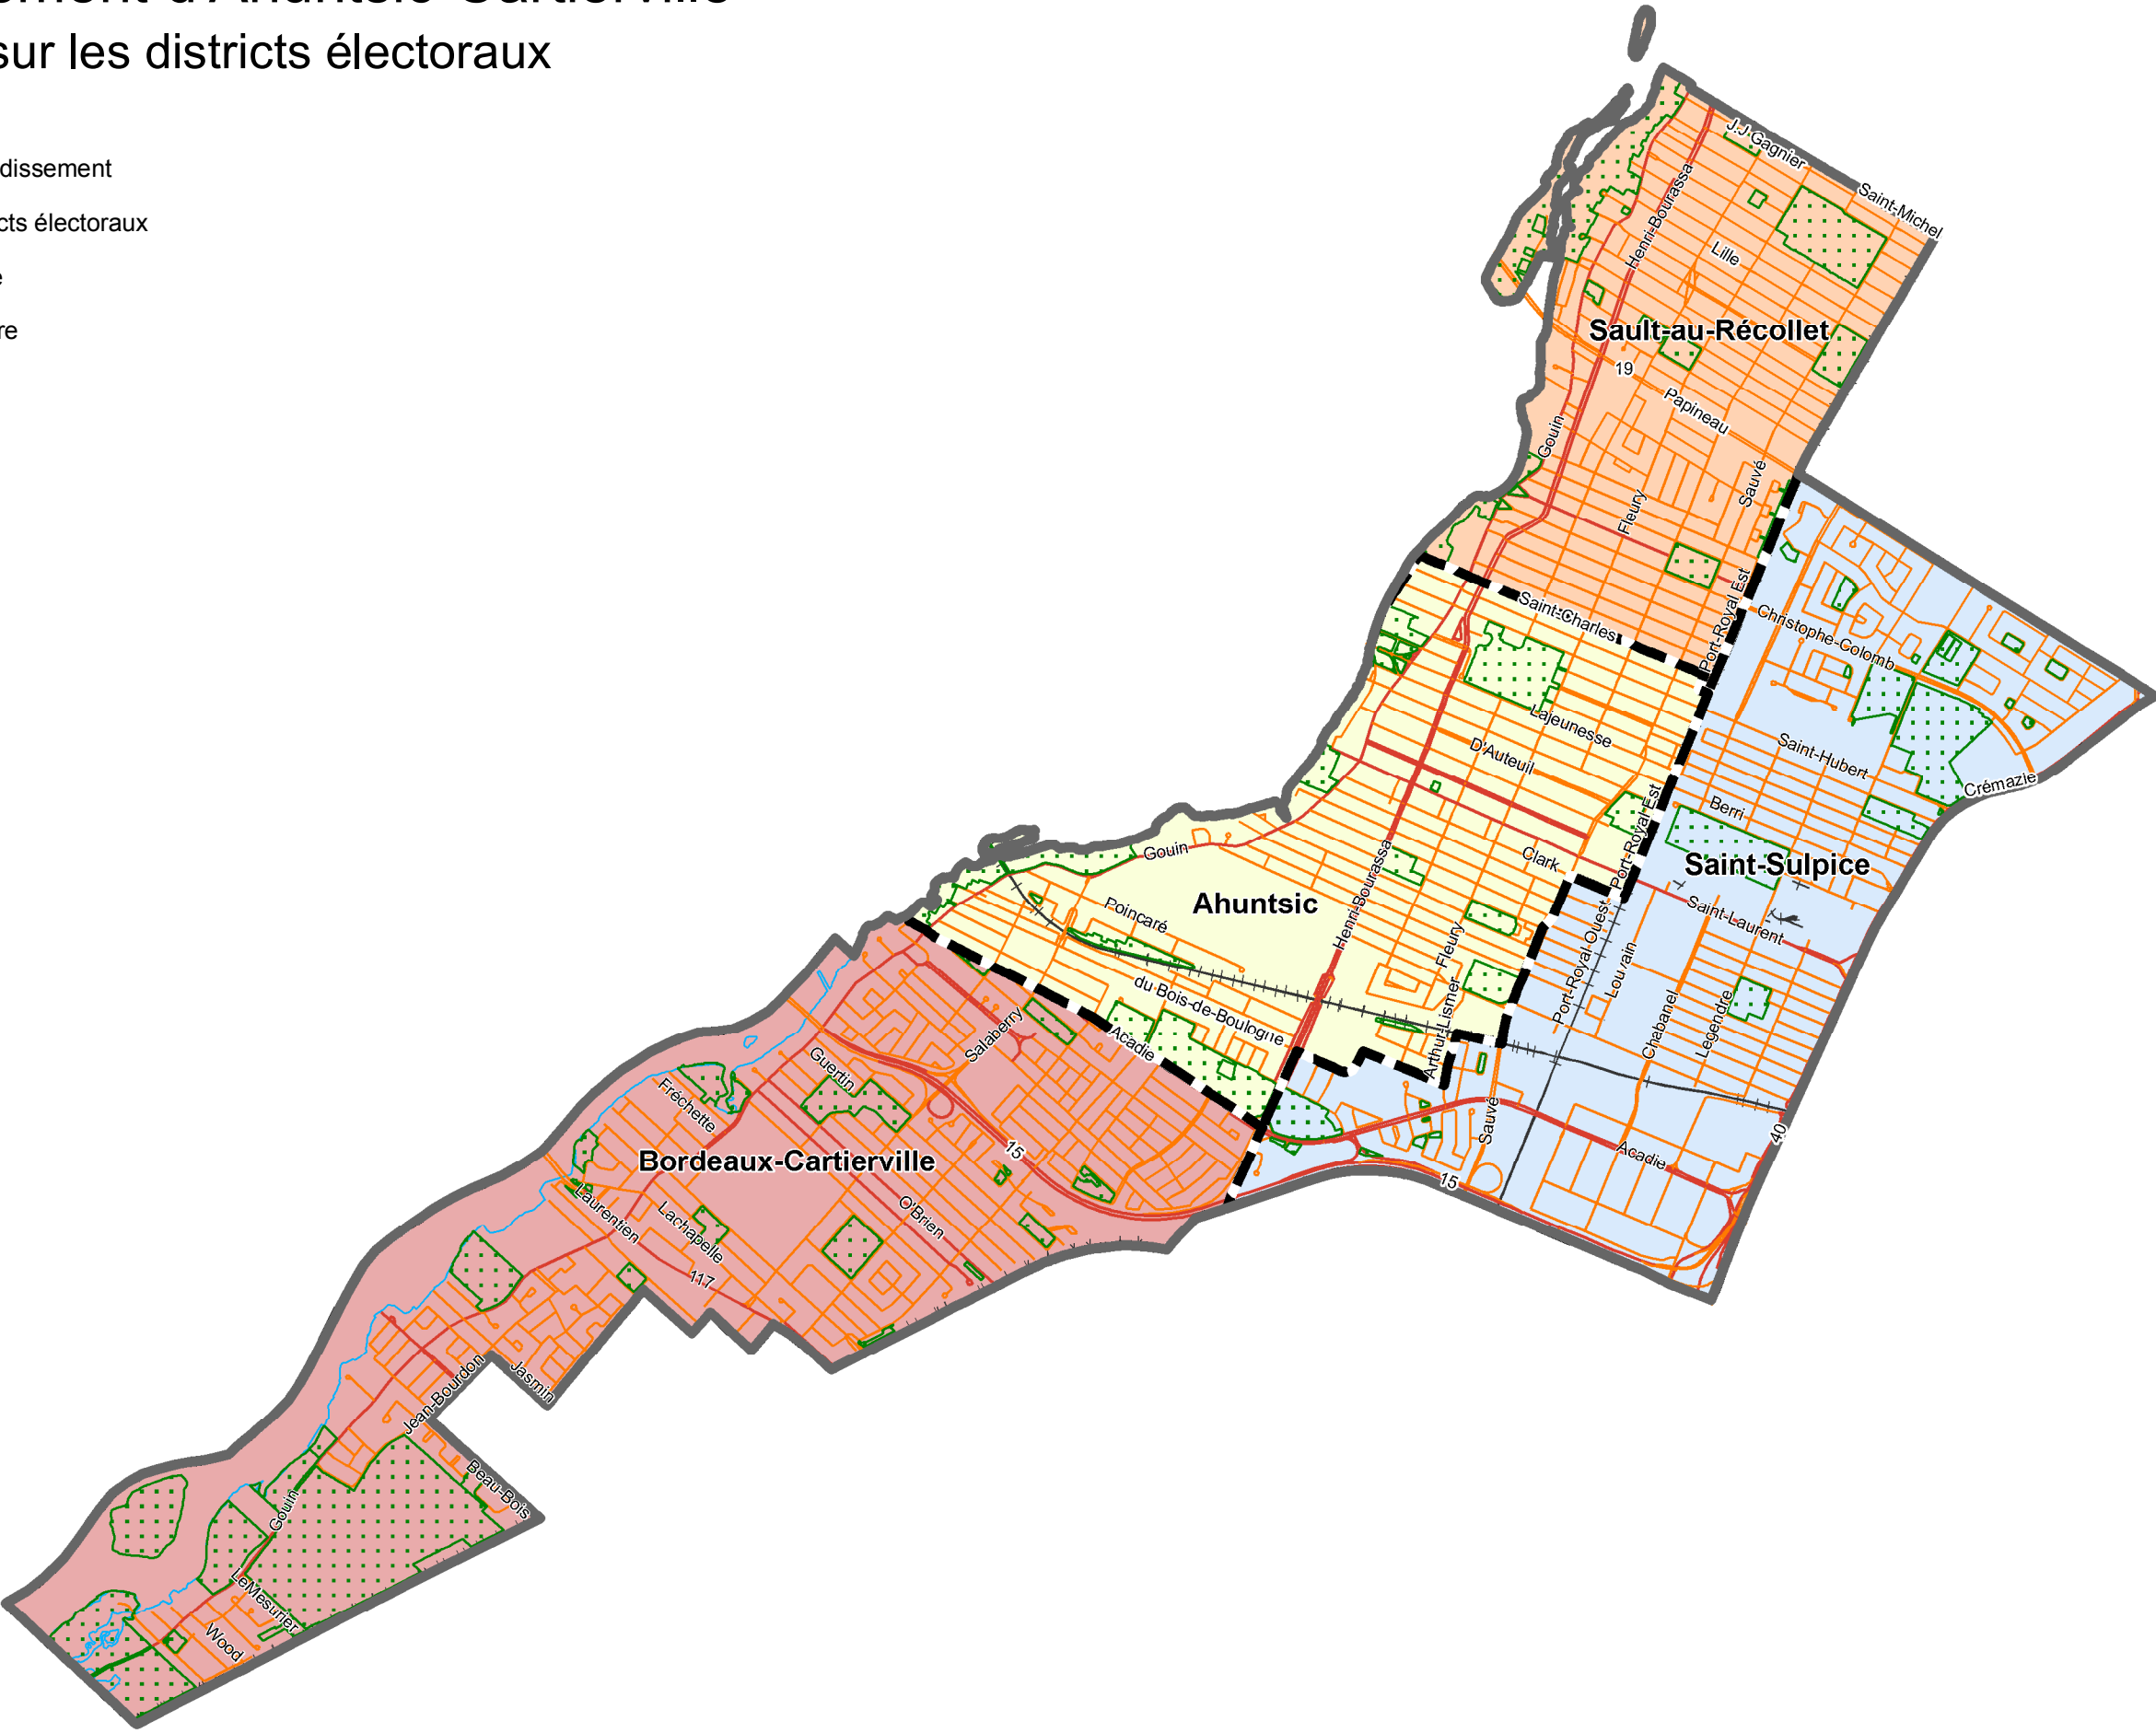 d'Ahuntsic-Cartierville
sur les districts électoraux
dissement
cts électoraux
e
re
J.J Gagnier
Saint-Michel
Henri-Bourassa
Lille
Sault-au-Récollet
19
Papineau
Gouin
Sauvé
Fleury
Port-Royal Est
Saint-Charles
Christophe-Colomb
Lajeunesse
D'Auteuil
Saint-Hubert
Crémazie
Berri
Port-Royal Est
Clark
Gouin
Saint-Sulpice
Henri-Bourassa
Ahuntsic
Poincaré
Saint-Laurent
Fleury
Port-Royal Ouest
Louvain
du Bois-de-Boulogne
Arthur-Lismer
Chabanel
Legendre
Acadie
Salaberry
Guertin
Fréchette
Sauvé
40
15
Acadie
Bordeaux-Cartierville
15
Laurentien
Lachapelle
O'Brien
117
Jean-Bourdon
Jasmin
Beau-Bois
Gouin
LeMesurier
Wood